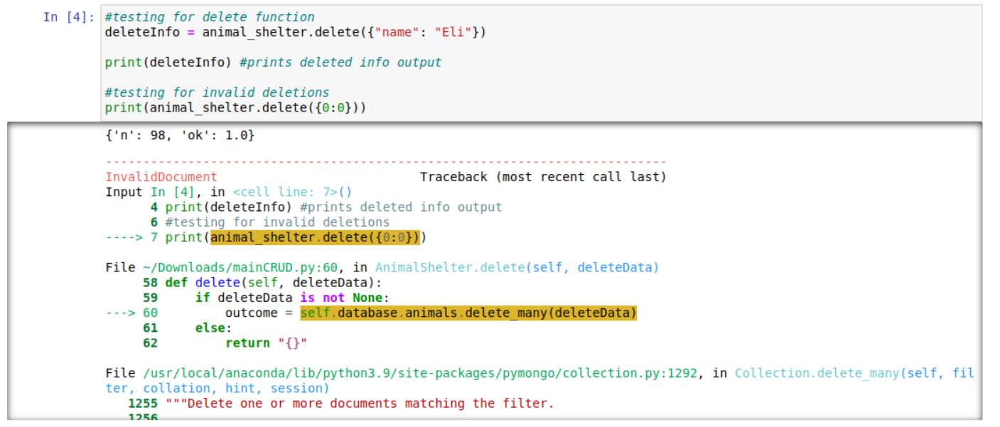 In [4]: #testing for delete function
deleteInfo = animal_shelter.delete({"name": "Eli"})
print(deleteInfo) #prints deleted info output
#testing for invalid deletions
print(animal_shelter.delete({0:0}))
{'n': 98, 'ok': 1.0}
---------------------------------------------------------------------------
InvalidDocument                           Traceback (most recent call last)
Input In [4], in <cell line: 7>()
      4 print(deleteInfo) #prints deleted info output
      6 #testing for invalid deletions
----> 7 print(animal_shelter.delete({0:0}))
File ~/Downloads/mainCRUD.py:60, in AnimalShelter.delete(self, deleteData)
     58 def delete(self, deleteData):
     59     if deleteData is not None:
---> 60         outcome = self.database.animals.delete_many(deleteData)
     61     else:
     62         return "{}"
File /usr/local/anaconda/lib/python3.9/site-packages/pymongo/collection.py:1292, in Collection.delete_many(self, fil
ter, collation, hint, session)
   1255 """Delete one or more documents matching the filter.
   1256